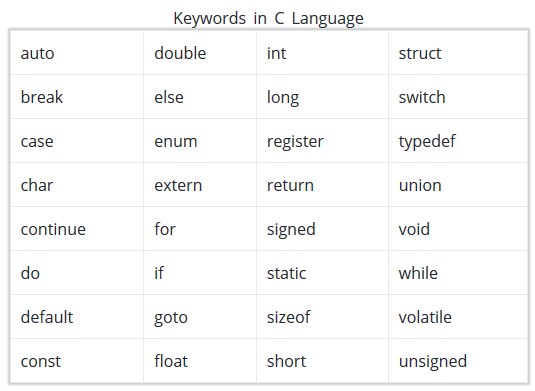 Keywords in C Language
auto double int struct
break else long switch
case enum register typedef
char extern return union
continue for signed void
do if static while
default goto sizeof volatile
const float short unsigned